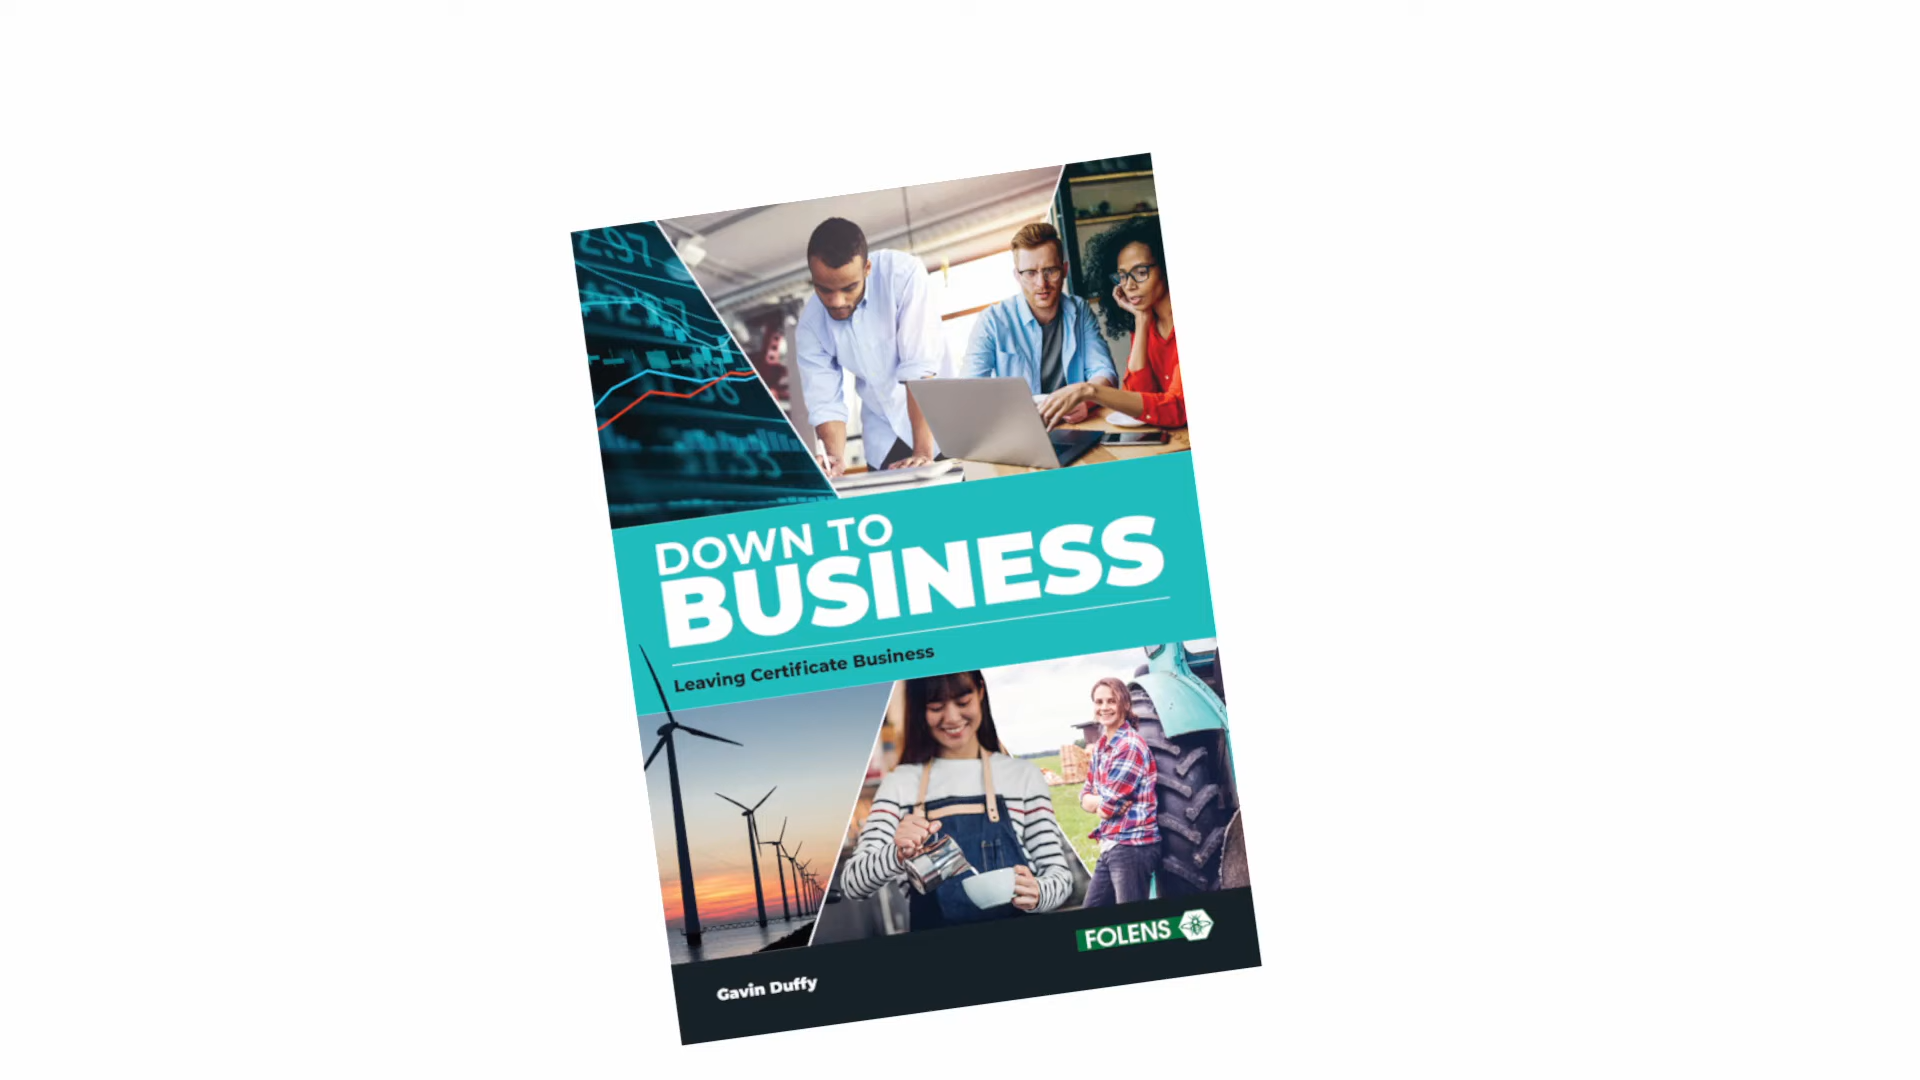 DOWN TO
BUSINESS
Leaving Certificate Business
FOLENS
Gavin Duffy